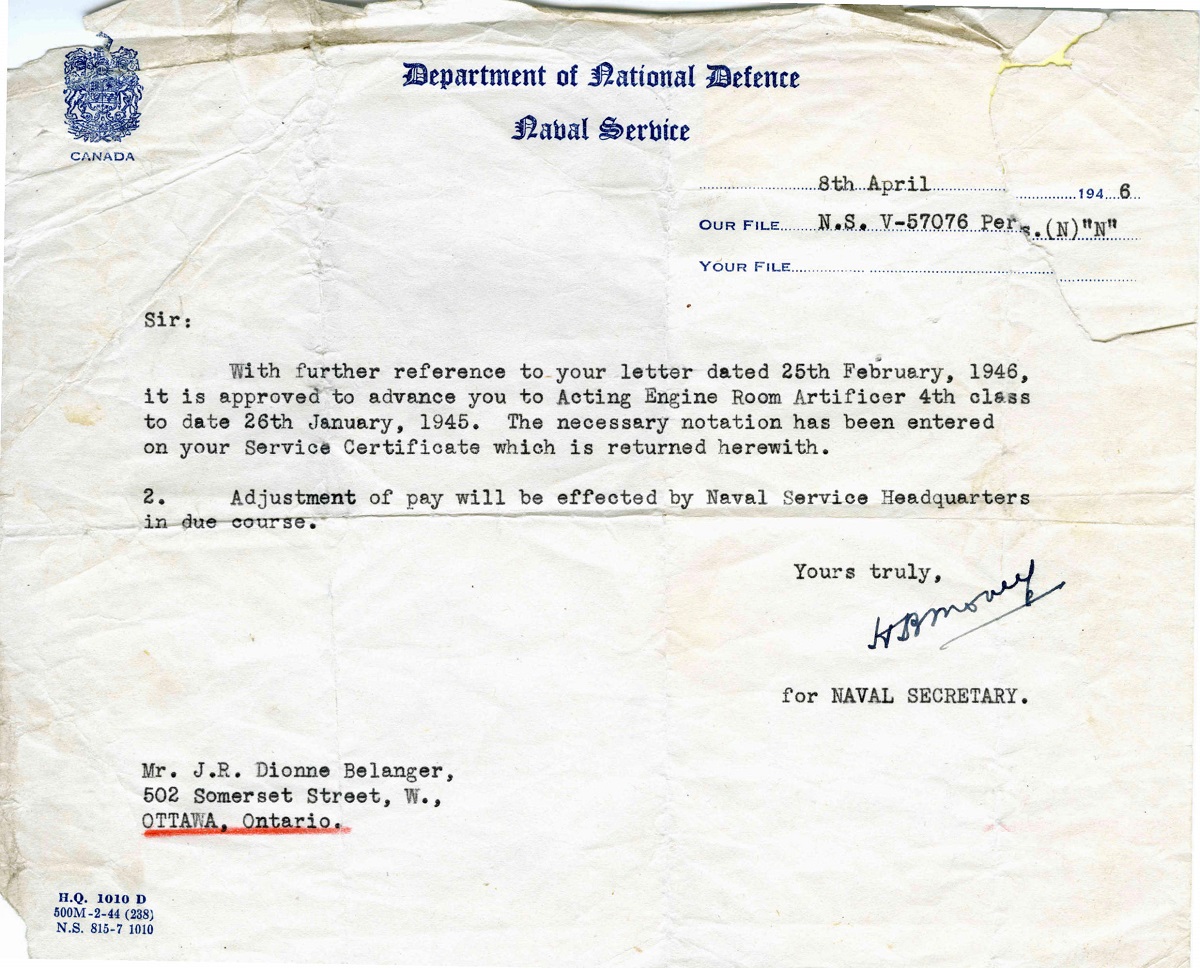 CANADA
Department of National Defence
Naval Service
8th April 1946
OUR FILE N.S. V-57076 Pers.(N)"N"
YOUR FILE
Sir:
With further reference to your letter dated 25th February, 1946,
it is approved to advance you to Acting Engine Room Artificer 4th class
to date 26th January, 1945. The necessary notation has been entered
on your Service Certificate which is returned herewith.
2. Adjustment of pay will be effected by Naval Service Headquarters
in due course.
Yours truly,
for NAVAL SECRETARY.
Mr. J.R. Dionne Belanger,
502 Somerset Street, W.,
OTTAWA, Ontario.
H.Q. 1010 D
500M-2-44 (238)
N.S. 815-7 1010